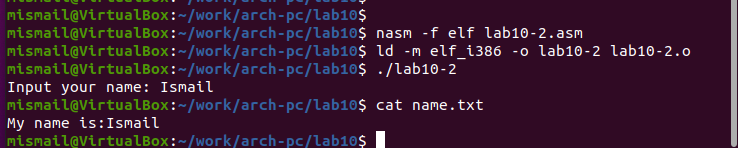 mismail@VirtualBox:~/work/arch-pc/lab10$
mismail@VirtualBox:~/work/arch-pc/lab10$ nasm -f elf lab10-2.asm
mismail@VirtualBox:~/work/arch-pc/lab10$ ld -m elf_i386 -o lab10-2 lab10-2.o
mismail@VirtualBox:~/work/arch-pc/lab10$ ./lab10-2
Input your name: Ismail
mismail@VirtualBox:~/work/arch-pc/lab10$ cat name.txt
My name is:Ismail
mismail@VirtualBox:~/work/arch-pc/lab10$